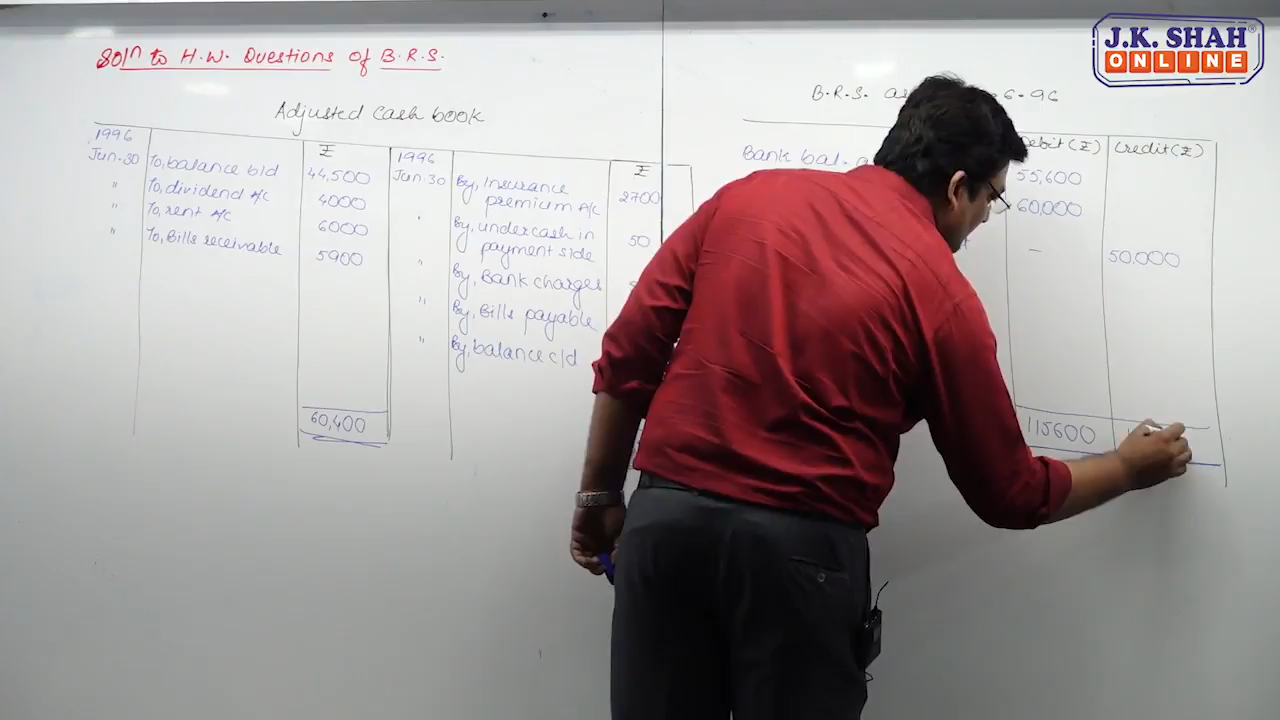 J.K. SHAH®
ONLINE
Soln to H.W. Questions of B.R.S.
Adjusted cash book
1996 ₹ 1996 ₹
Jun-30 To, balance b/d 44,500 Jun-30 By, Insurance premium A/c 2700
" To, dividend A/c 4000 " By, undercash in payment side 50
" To, rent A/c 6000 " By, Bank charges
" To, Bills receivable 5900 " By, Bills payable
" By, balance c/d
60,400
B.R.S. 6-96
Debit (₹) Credit (₹)
Bank bal- 55,600
60,000
- 50,000
115600